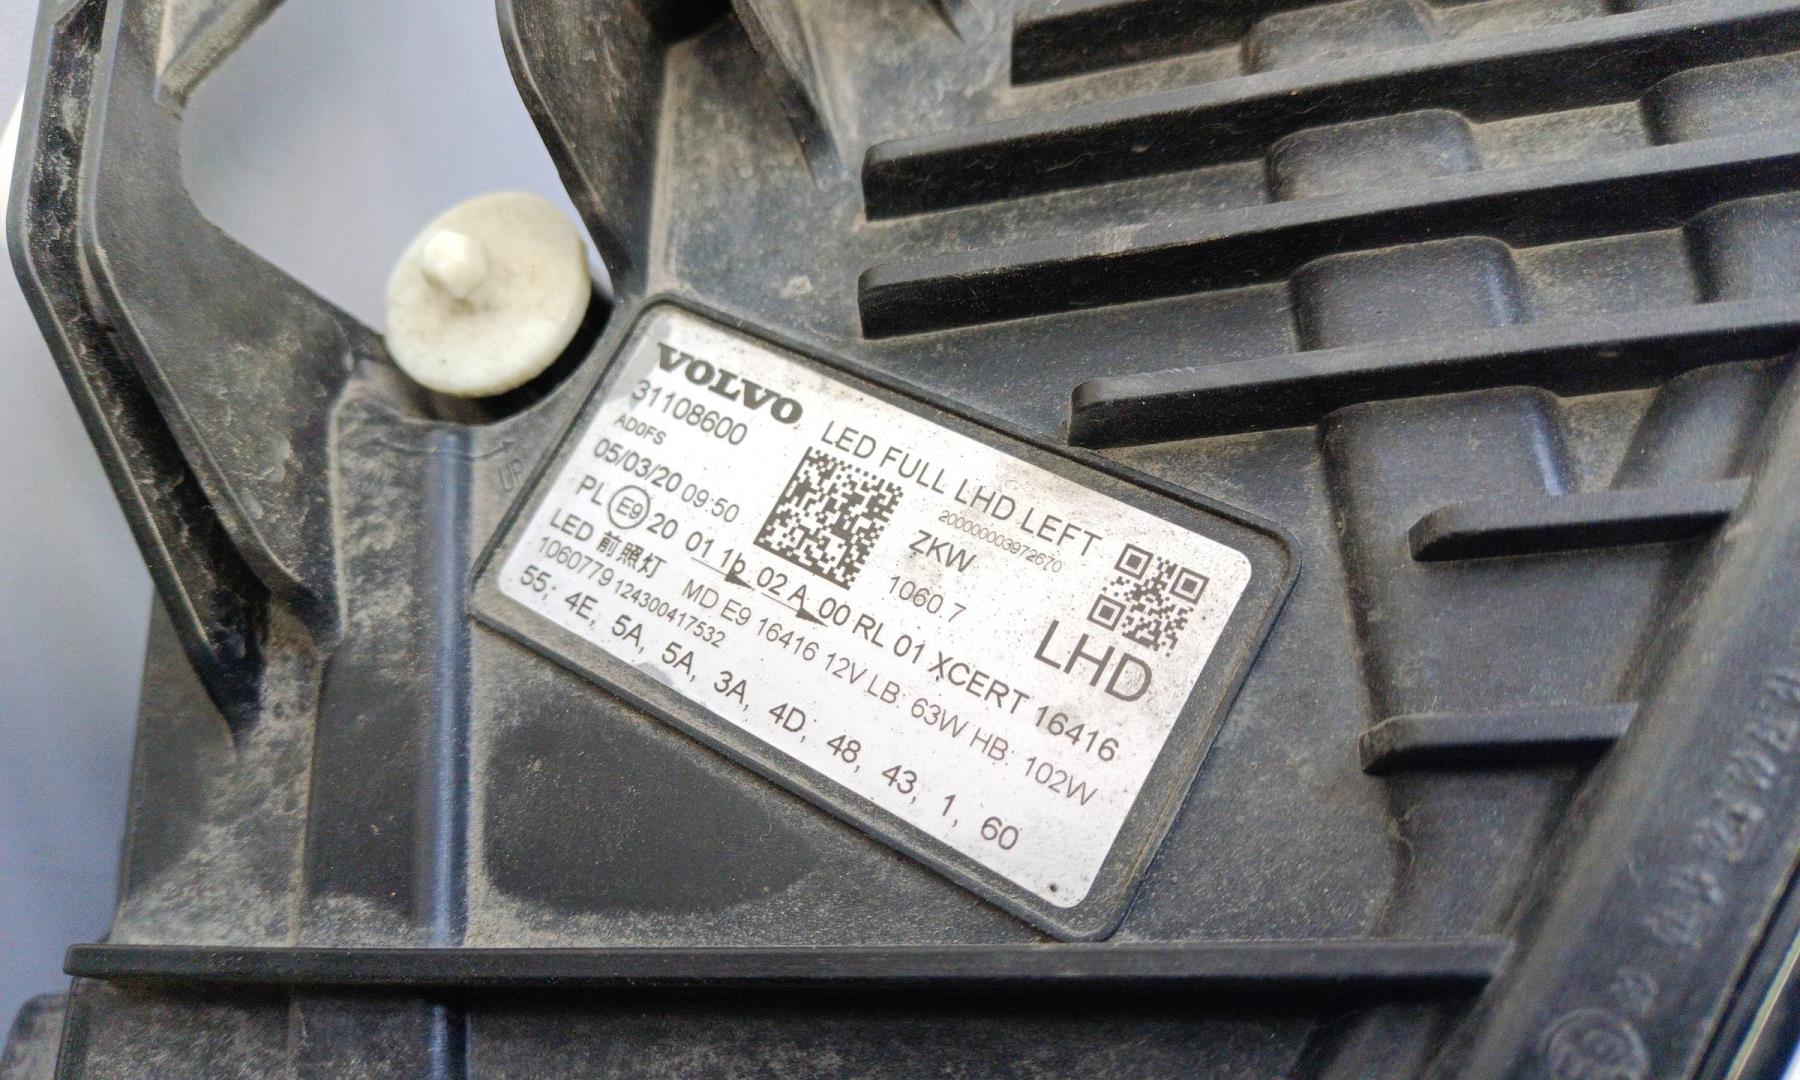 VOLVO
LED FULL LHD LEFT
31108600
20000003972670
AD0FS
ZKW
05/03/20 09:50
1060 7
LHD
PL E9 20 01 1b 02 A 00 RL 01 XCERT 16416
LED 前照灯 MD E9 16416 12V LB: 63W HB: 102W
1060779124300417532
55, 4E, 5A, 5A, 3A, 4D, 48, 43, 1, 60
UP